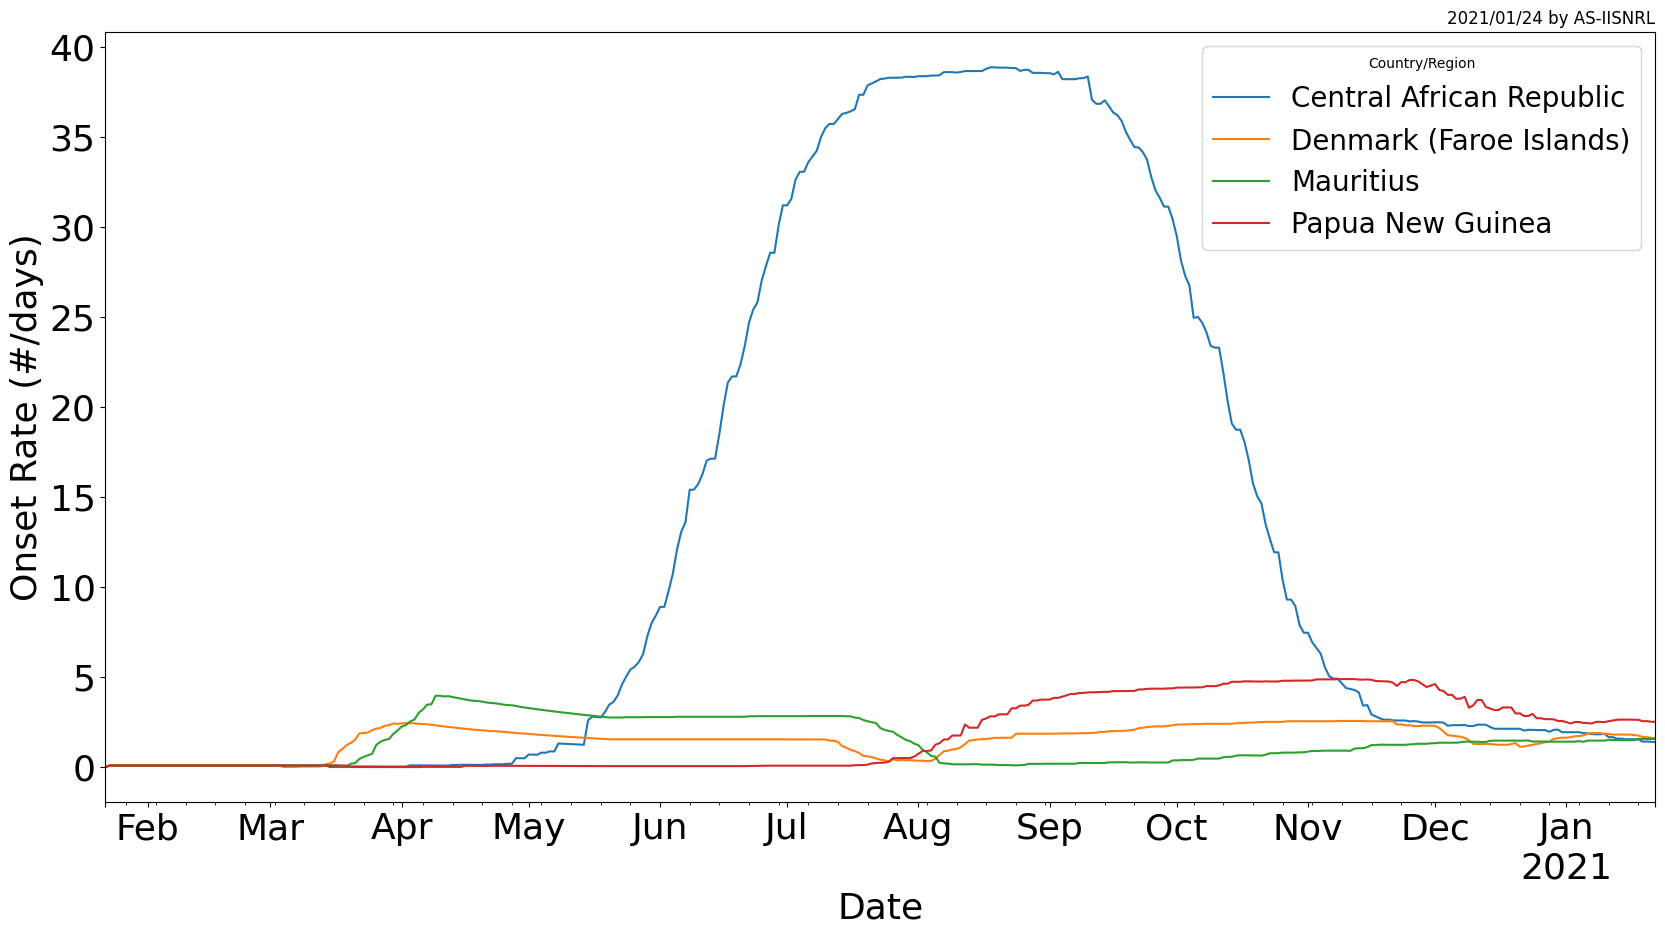 2021/01/24 by AS-IISNRL
Country/Region
Central African Republic
Denmark (Faroe Islands)
Mauritius
Papua New Guinea
Onset Rate (#/days)
40
35
30
25
20
15
10
5
0
Feb Mar Apr May Jun Jul Aug Sep Oct Nov Dec Jan
2021
Date